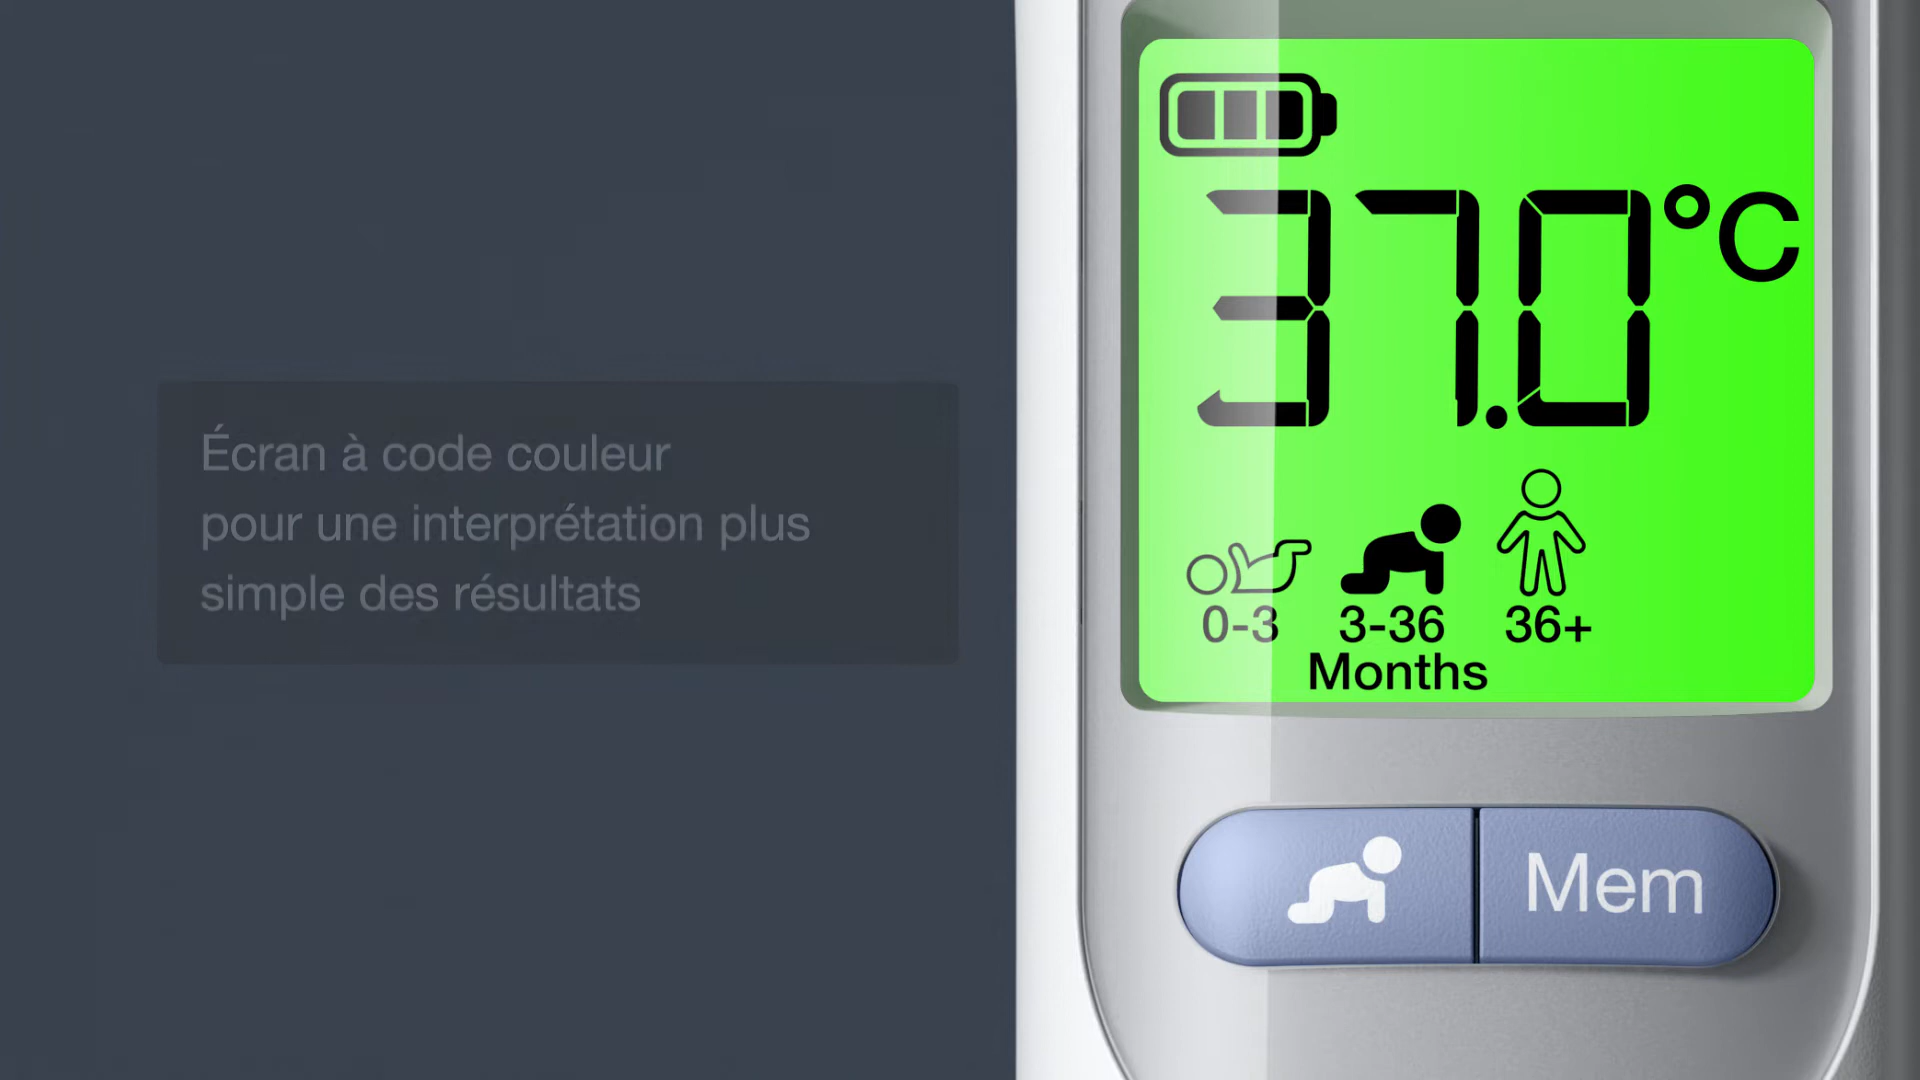 Écran à code couleur
pour une interprétation plus
simple des résultats
37.0°C
0-3 3-36 36+
Months
Mem